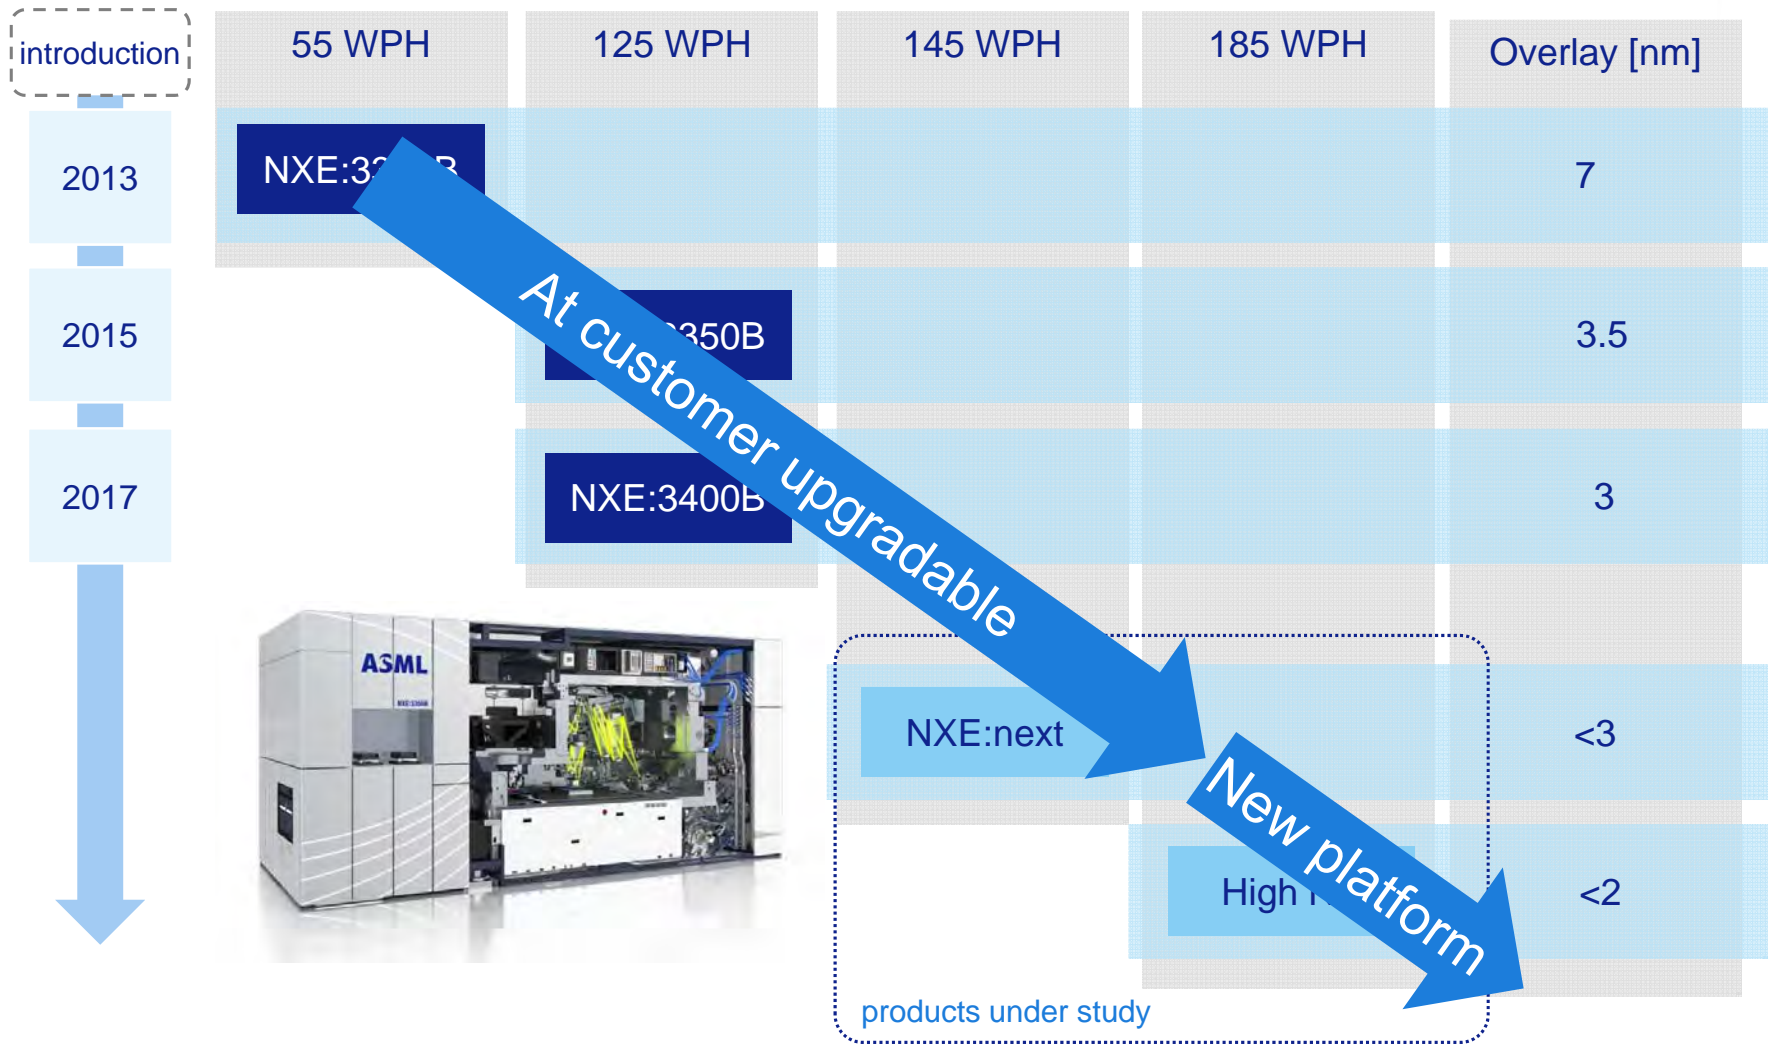 introduction
55 WPH
125 WPH
145 WPH
185 WPH
Overlay [nm]
2013
7
2015
3.5
2017
NXE:3400B
3
At customer upgradable
ASML
NXE:next
<3
New platform
High
<2
products under study